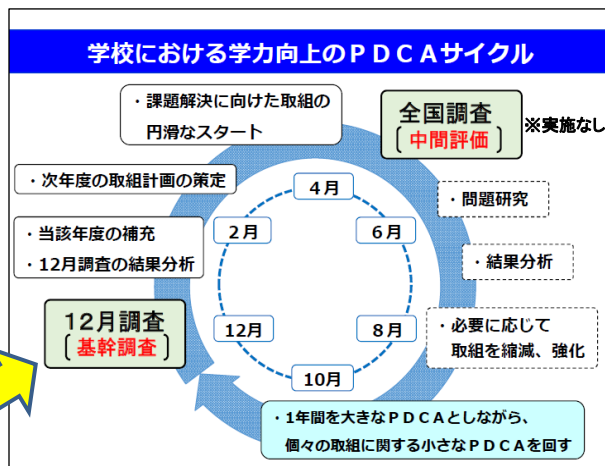 学校における学力向上のＰＤＣＡサイクル
・課題解決に向けた取組の
円滑なスタート
全国調査
〔 中間評価 〕
※実施なし
・次年度の取組計画の策定
・問題研究
・当該年度の補充
・12月調査の結果分析
・結果分析
12月調査
〔 基幹調査 〕
・必要に応じて
取組を縮減、強化
4月
6月
8月
10月
12月
2月
・1年間を大きなＰＤＣＡとしながら、
個々の取組に関する小さなＰＤＣＡを回す